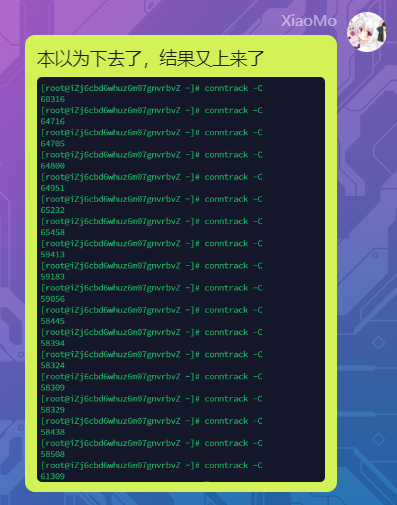 XiaoMo
本以为下去了，结果又上来了
[root@iZj6cbd6whuz6m07gnvrbvZ ~]# conntrack -C
60316
[root@iZj6cbd6whuz6m07gnvrbvZ ~]# conntrack -C
64716
[root@iZj6cbd6whuz6m07gnvrbvZ ~]# conntrack -C
64705
[root@iZj6cbd6whuz6m07gnvrbvZ ~]# conntrack -C
64800
[root@iZj6cbd6whuz6m07gnvrbvZ ~]# conntrack -C
64951
[root@iZj6cbd6whuz6m07gnvrbvZ ~]# conntrack -C
65232
[root@iZj6cbd6whuz6m07gnvrbvZ ~]# conntrack -C
65458
[root@iZj6cbd6whuz6m07gnvrbvZ ~]# conntrack -C
59413
[root@iZj6cbd6whuz6m07gnvrbvZ ~]# conntrack -C
59183
[root@iZj6cbd6whuz6m07gnvrbvZ ~]# conntrack -C
59056
[root@iZj6cbd6whuz6m07gnvrbvZ ~]# conntrack -C
58445
[root@iZj6cbd6whuz6m07gnvrbvZ ~]# conntrack -C
58394
[root@iZj6cbd6whuz6m07gnvrbvZ ~]# conntrack -C
58324
[root@iZj6cbd6whuz6m07gnvrbvZ ~]# conntrack -C
58309
[root@iZj6cbd6whuz6m07gnvrbvZ ~]# conntrack -C
58329
[root@iZj6cbd6whuz6m07gnvrbvZ ~]# conntrack -C
58438
[root@iZj6cbd6whuz6m07gnvrbvZ ~]# conntrack -C
58508
[root@iZj6cbd6whuz6m07gnvrbvZ ~]# conntrack -C
61309